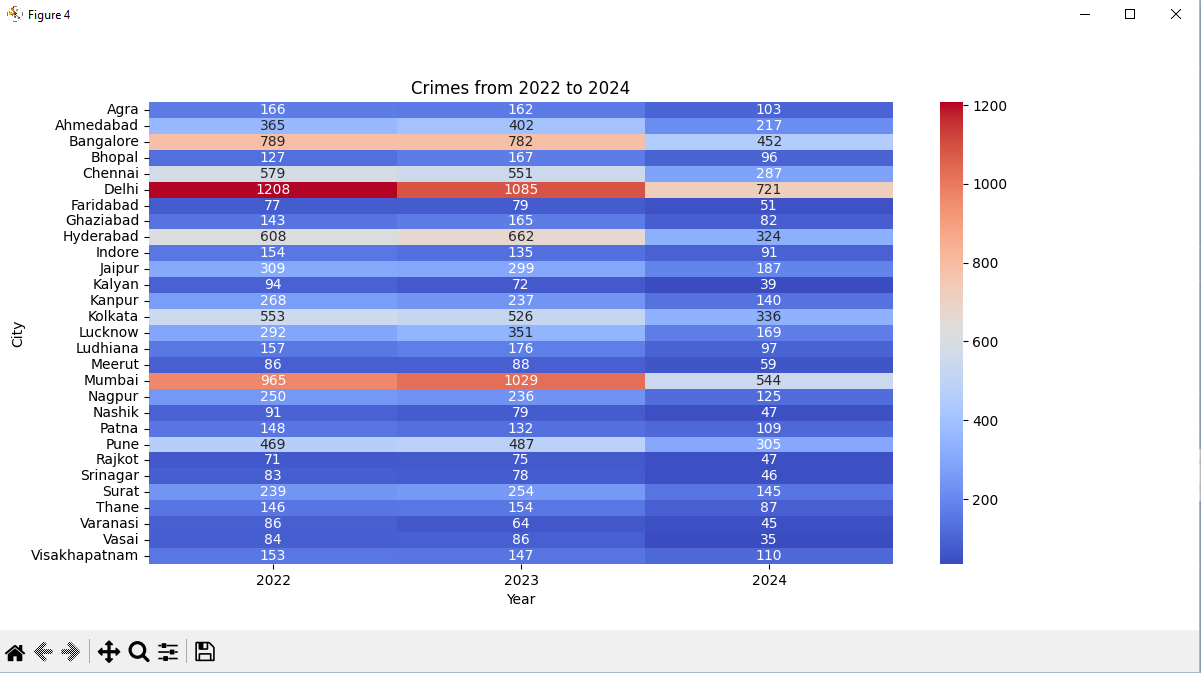 Figure 4
Crimes from 2022 to 2024
Agra 166 162 103
Ahmedabad 365 402 217
Bangalore 789 782 452
Bhopal 127 167 96
Chennai 579 551 287
Delhi 1208 1085 721
Faridabad 77 79 51
Ghaziabad 143 165 82
Hyderabad 608 662 324
Indore 154 135 91
Jaipur 309 299 187
Kalyan 94 72 39
Kanpur 268 237 140
Kolkata 553 526 336
Lucknow 292 351 169
Ludhiana 157 176 97
Meerut 86 88 59
Mumbai 965 1029 544
Nagpur 250 236 125
Nashik 91 79 47
Patna 148 132 109
Pune 469 487 305
Rajkot 71 75 47
Srinagar 83 78 46
Surat 239 254 145
Thane 146 154 87
Varanasi 86 64 45
Vasai 84 86 35
Visakhapatnam 153 147 110
2022 2023 2024
Year
City
1200
1000
800
600
400
200